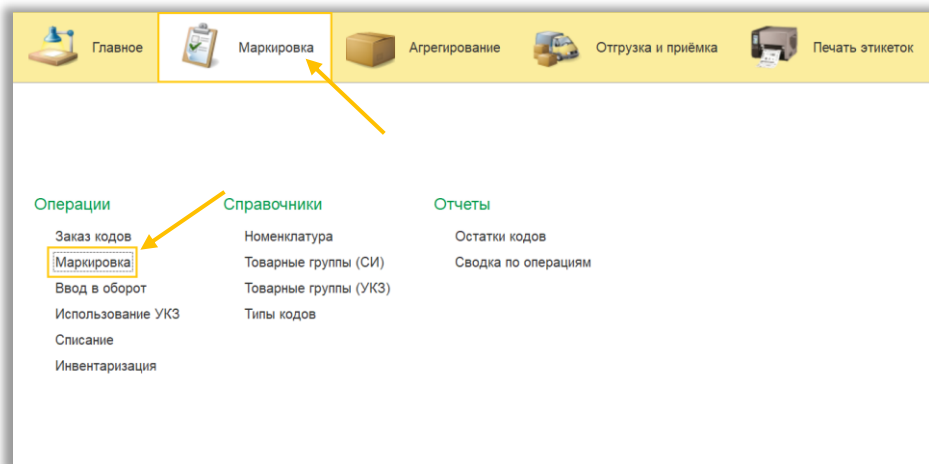 Главное Маркировка Агрегирование Отгрузка и приёмка Печать этикеток
Операции
Заказ кодов
Маркировка
Ввод в оборот
Использование УКЗ
Списание
Инвентаризация
Справочники
Номенклатура
Товарные группы (СИ)
Товарные группы (УКЗ)
Типы кодов
Отчеты
Остатки кодов
Сводка по операциям